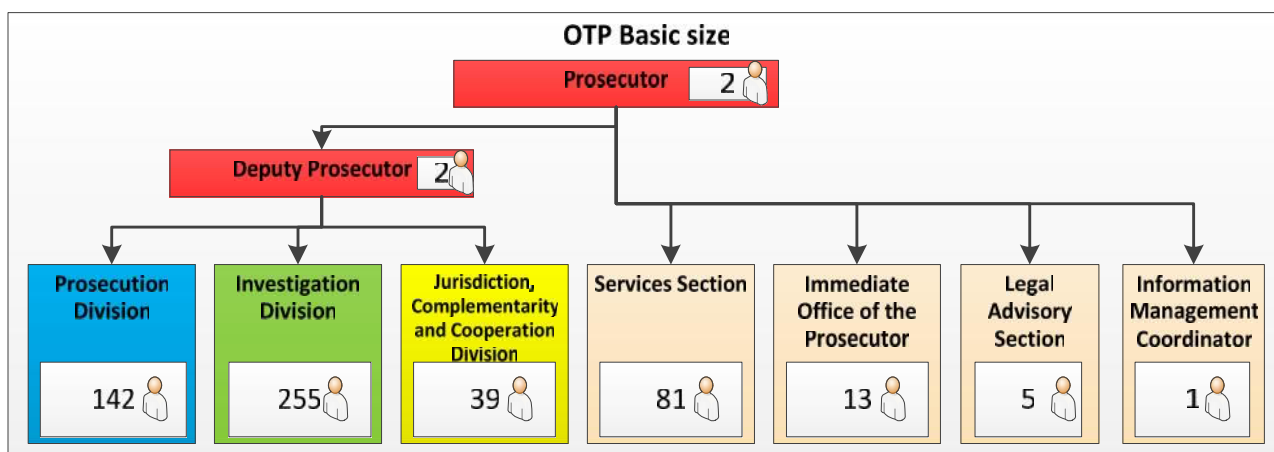 OTP Basic size
Prosecutor 2
Deputy Prosecutor 2
Prosecution
Division
142
Investigation
Division
255
Jurisdiction,
Complementarity
and Cooperation
Division
39
Services Section
81
Immediate
Office of the
Prosecutor
13
Legal
Advisory
Section
5
Information
Management
Coordinator
1